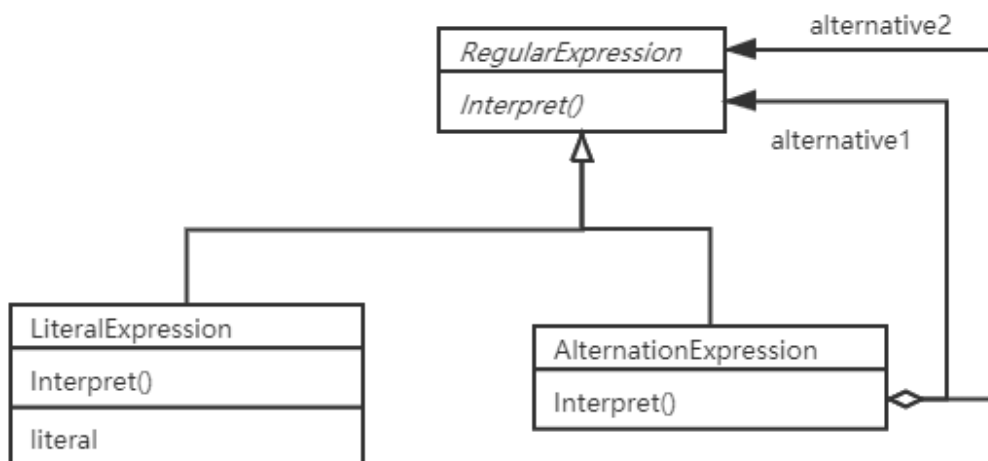 alternative2
RegularExpression
Interpret()
alternative1
LiteralExpression
Interpret()
literal
AlternationExpression
Interpret()